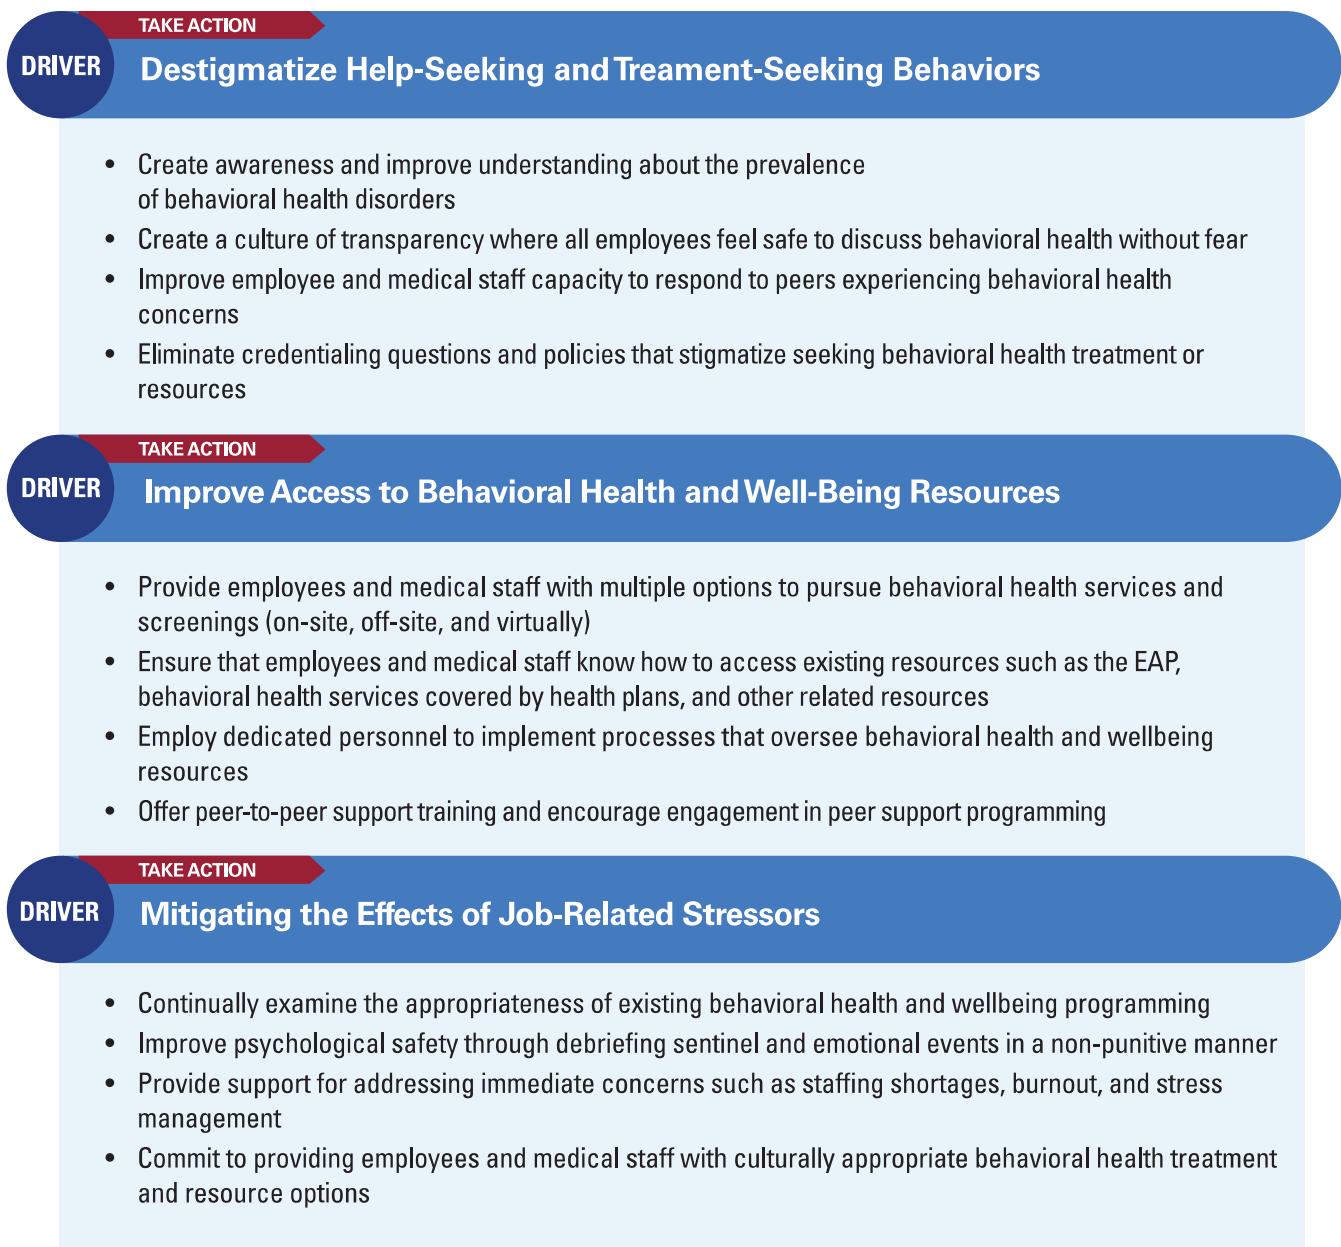 TAKE ACTION
DRIVER
Destigmatize Help-Seeking and Treament-Seeking Behaviors
• Create awareness and improve understanding about the prevalence
of behavioral health disorders
• Create a culture of transparency where all employees feel safe to discuss behavioral health without fear
• Improve employee and medical staff capacity to respond to peers experiencing behavioral health
concerns
• Eliminate credentialing questions and policies that stigmatize seeking behavioral health treatment or
resources
TAKE ACTION
DRIVER
Improve Access to Behavioral Health and Well-Being Resources
• Provide employees and medical staff with multiple options to pursue behavioral health services and
screenings (on-site, off-site, and virtually)
• Ensure that employees and medical staff know how to access existing resources such as the EAP,
behavioral health services covered by health plans, and other related resources
• Employ dedicated personnel to implement processes that oversee behavioral health and wellbeing
resources
• Offer peer-to-peer support training and encourage engagement in peer support programming
TAKE ACTION
DRIVER
Mitigating the Effects of Job-Related Stressors
• Continually examine the appropriateness of existing behavioral health and wellbeing programming
• Improve psychological safety through debriefing sentinel and emotional events in a non-punitive manner
• Provide support for addressing immediate concerns such as staffing shortages, burnout, and stress
management
• Commit to providing employees and medical staff with culturally appropriate behavioral health treatment
and resource options